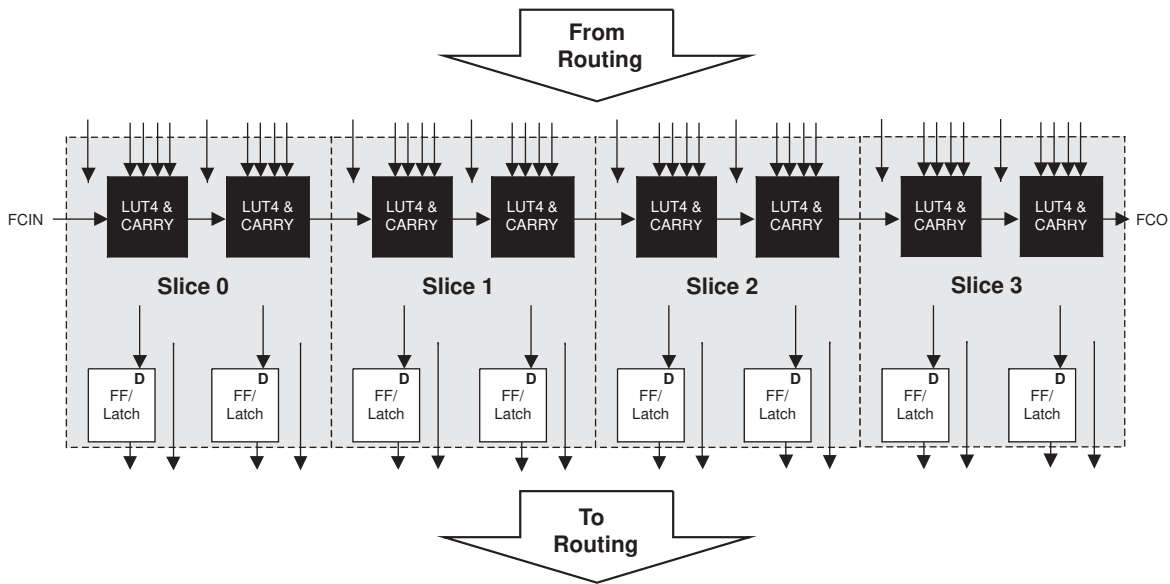 From
Routing
FCIN
LUT4 &
CARRY
LUT4 &
CARRY
LUT4 &
CARRY
LUT4 &
CARRY
LUT4 &
CARRY
LUT4 &
CARRY
LUT4 &
CARRY
LUT4 &
CARRY
FCO
Slice 0
Slice 1
Slice 2
Slice 3
D
FF/
Latch
D
FF/
Latch
D
FF/
Latch
D
FF/
Latch
D
FF/
Latch
D
FF/
Latch
D
FF/
Latch
D
FF/
Latch
To
Routing